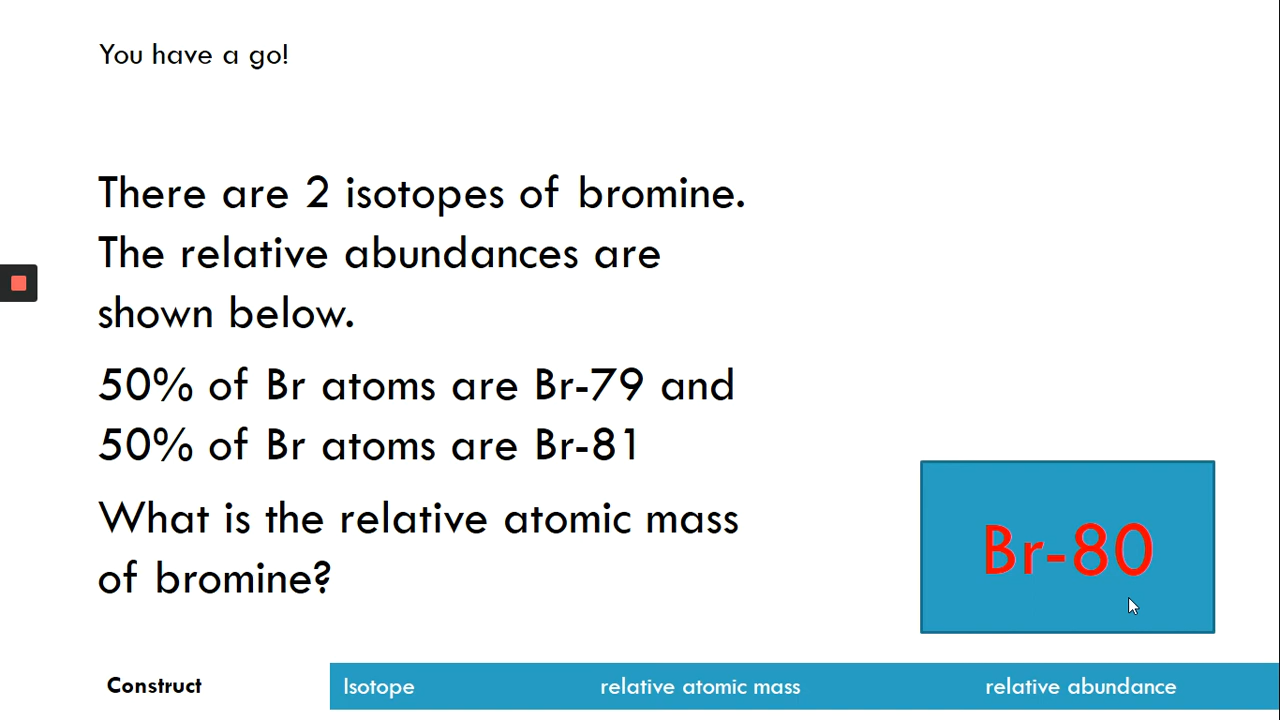 You have a go!
There are 2 isotopes of bromine.
The relative abundances are
shown below.
50% of Br atoms are Br-79 and
50% of Br atoms are Br-81
What is the relative atomic mass
of bromine?
Br-80
Construct
Isotope
relative atomic mass
relative abundance